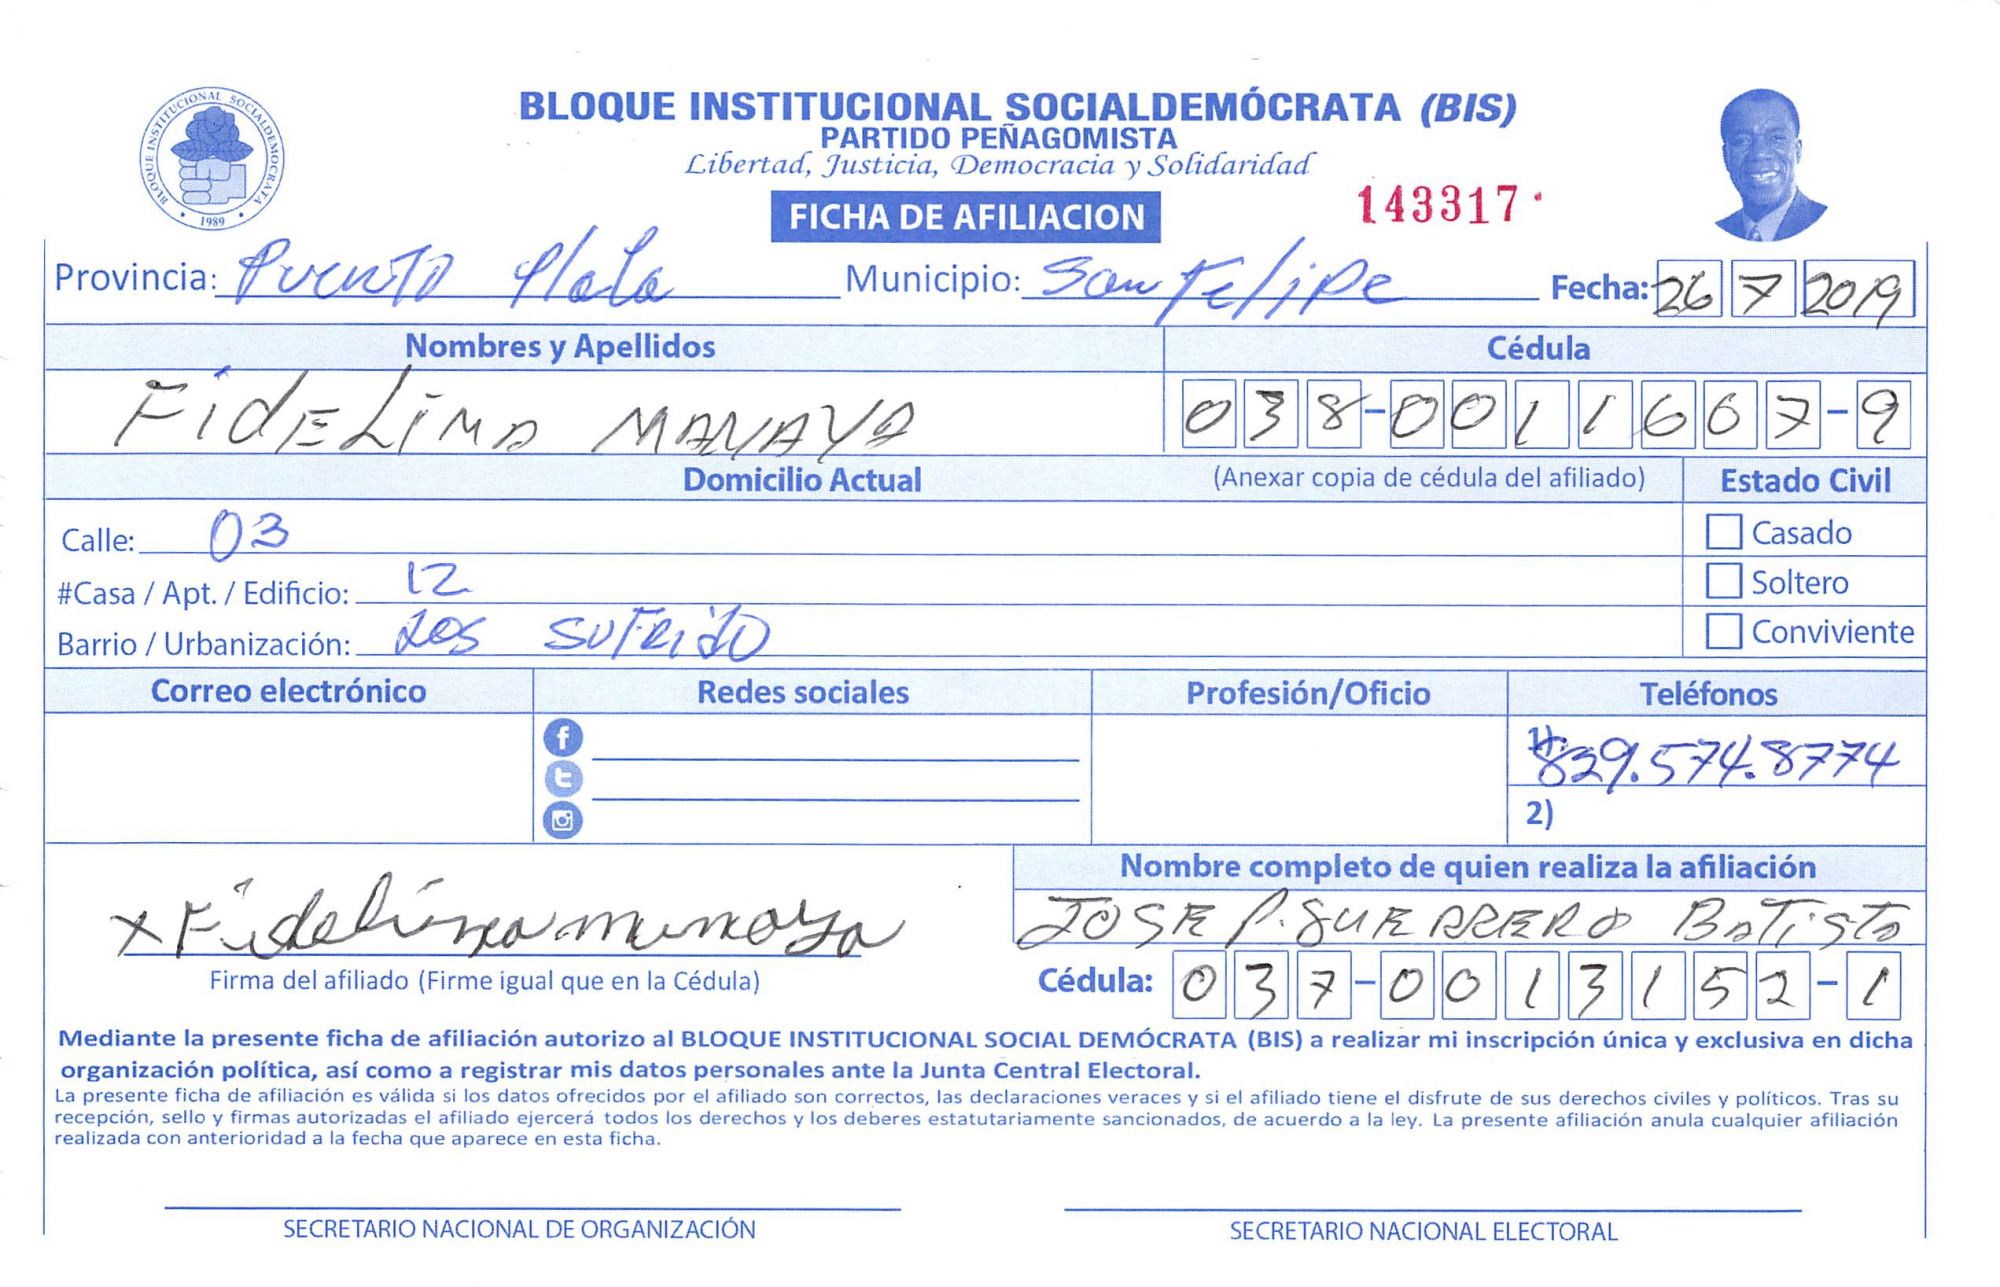 BLOQUE INSTITUCIONAL SOCIALDEMOCRATA
1989
BLOQUE INSTITUCIONAL SOCIALDEMÓCRATA (BIS)
PARTIDO PEÑAGOMISTA
Libertad, Justicia, Democracia y Solidaridad
FICHA DE AFILIACION
143317
Provincia: Puerto Plata Municipio: San Felipe Fecha: 26 7 2019
Nombres y Apellidos Cédula
FidELimA MANAYA 038-0011667-9
Domicilio Actual (Anexar copia de cédula del afiliado) Estado Civil
Calle: 03 Casado
#Casa / Apt. / Edificio: 12 Soltero
Barrio / Urbanización: Los SUFRido Conviviente
Correo electrónico Redes sociales Profesión/Oficio Teléfonos
1) 829.574.8774
2)
Nombre completo de quien realiza la afiliación
x Fidelina JOSE P. GUERRERO BATISTA
Firma del afiliado (Firme igual que en la Cédula) Cédula: 037-0013152-1
Mediante la presente ficha de afiliación autorizo al BLOQUE INSTITUCIONAL SOCIAL DEMÓCRATA (BIS) a realizar mi inscripción única y exclusiva en dicha
organización política, así como a registrar mis datos personales ante la Junta Central Electoral.
La presente ficha de afiliación es válida si los datos ofrecidos por el afiliado son correctos, las declaraciones veraces y si el afiliado tiene el disfrute de sus derechos civiles y políticos. Tras su
recepción, sello y firmas autorizadas el afiliado ejercerá todos los derechos y los deberes estatutariamente sancionados, de acuerdo a la ley. La presente afiliación anula cualquier afiliación
realizada con anterioridad a la fecha que aparece en esta ficha.
SECRETARIO NACIONAL DE ORGANIZACIÓN SECRETARIO NACIONAL ELECTORAL